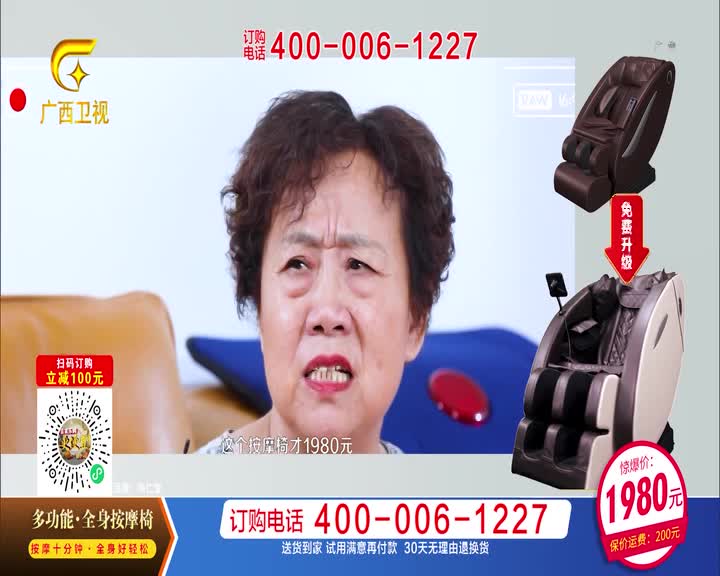 订购
电话 400-006-1227
广西卫视
RAW
免费升级
扫码订购
立减100元
这个按摩椅才1980元
惊爆价：
1980元
保价运费：200元
多功能·全身按摩椅
按摩十分钟·全身好轻松
订购电话 400-006-1227
送货到家 试用满意再付款 30天无理由退换货